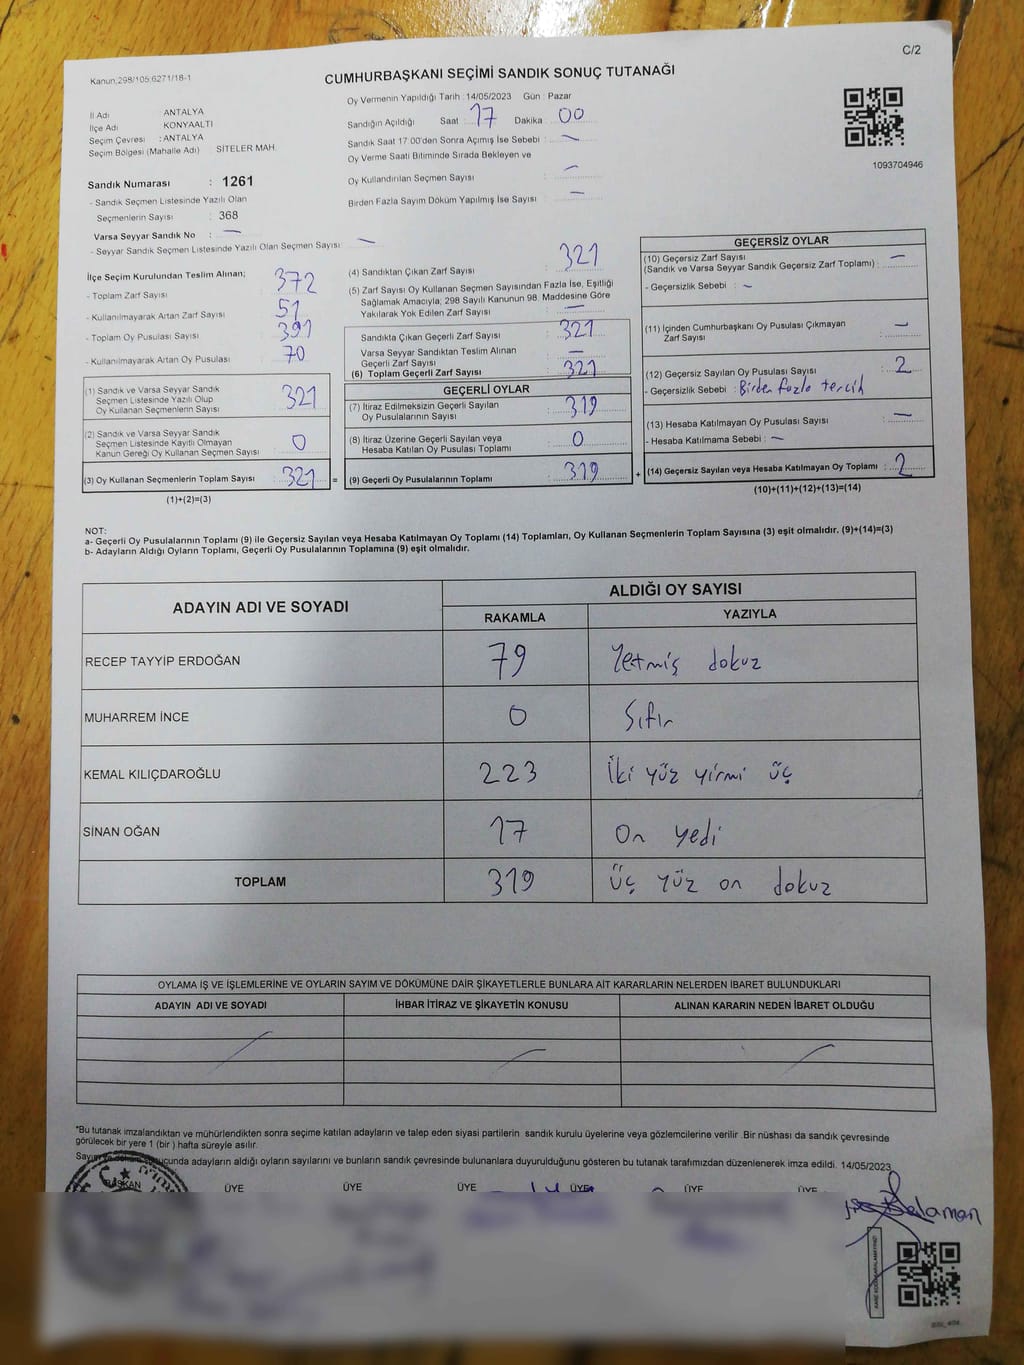 C/2
Kanun;298/105;6271/18-1
CUMHURBAŞKANI SEÇİMİ SANDIK SONUÇ TUTANAĞI
Oy Vermenin Yapıldığı Tarih :14/05/2023 Gün : Pazar
İl Adı ANTALYA
İlçe Adı KONYAALTI
Seçim Çevresi : ANTALYA
Seçim Bölgesi (Mahalle Adı) SİTELER MAH.
Sandığın Açıldığı Saat : 17 Dakika : 00
Sandık Saat 17:00'den Sonra Açımış İse Sebebi : —
Oy Verme Saati Bitiminde Sırada Bekleyen ve
Oy Kullandırılan Seçmen Sayısı : —
Birden Fazla Sayım Döküm Yapılmış İse Sayısı : —
1093704946
Sandık Numarası : 1261
- Sandık Seçmen Listesinde Yazılı Olan
Seçmenlerin Sayısı : 368
Varsa Seyyar Sandık No : —
- Seyyar Sandık Seçmen Listesinde Yazılı Olan Seçmen Sayısı : —
İlçe Seçim Kurulundan Teslim Alınan;
- Toplam Zarf Sayısı : 372
- Kullanılmayarak Artan Zarf Sayısı : 51
- Toplam Oy Pusulası Sayısı : 391
- Kullanılmayarak Artan Oy Pusulası : 70
(1) Sandık ve Varsa Seyyar Sandık
Seçmen Listesinde Yazılı Olup
Oy Kullanan Seçmenlerin Sayısı : 321
(2) Sandık ve Varsa Seyyar Sandık
Seçmen Listesinde Kayıtlı Olmayan
Kanun Gereği Oy Kullanan Seçmen Sayısı : 0
(3) Oy Kullanan Seçmenlerin Toplam Sayısı : 321 =
(1)+(2)=(3)
(4) Sandıktan Çıkan Zarf Sayısı : 321
(5) Zarf Sayısı Oy Kullanan Seçmen Sayısından Fazla İse, Eşitliği
Sağlamak Amacıyla; 298 Sayılı Kanunun 98. Maddesine Göre
Yakılarak Yok Edilen Zarf Sayısı : —
Sandıkta Çıkan Geçerli Zarf Sayısı : 321
Varsa Seyyar Sandıktan Teslim Alınan
Geçerli Zarf Sayısı : —
(6) Toplam Geçerli Zarf Sayısı : 321
GEÇERLİ OYLAR
(7) İtiraz Edilmeksizin Geçerli Sayılan
Oy Pusulalarının Sayısı : 319
(8) İtiraz Üzerine Geçerli Sayılan veya
Hesaba Katılan Oy Pusulası Toplamı : 0
(9) Geçerli Oy Pusulalarının Toplamı : 319 +
GEÇERSİZ OYLAR
(10) Geçersiz Zarf Sayısı
(Sandık ve Varsa Seyyar Sandık Geçersiz Zarf Toplamı) : —
- Geçersizlik Sebebi : —
(11) İçinden Cumhurbaşkanı Oy Pusulası Çıkmayan
Zarf Sayısı : —
(12) Geçersiz Sayılan Oy Pusulası Sayısı : 2
- Geçersizlik Sebebi : Birden fazla tercih
(13) Hesaba Katılmayan Oy Pusulası Sayısı : —
- Hesaba Katılmama Sebebi : —
(14) Geçersiz Sayılan veya Hesaba Katılmayan Oy Toplamı : 2
(10)+(11)+(12)+(13)=(14)
NOT:
a- Geçerli Oy Pusulalarının Toplamı (9) ile Geçersiz Sayılan veya Hesaba Katılmayan Oy Toplamı (14) Toplamları, Oy Kullanan Seçmenlerin Toplam Sayısına (3) eşit olmalıdır. (9)+(14)=(3)
b- Adayların Aldığı Oyların Toplamı, Geçerli Oy Pusulalarının Toplamına (9) eşit olmalıdır.
ADAYIN ADI VE SOYADI ALDIĞI OY SAYISI
RAKAMLA YAZIYLA
RECEP TAYYİP ERDOĞAN 79 Yetmiş dokuz
MUHARREM İNCE 0 Sıfır
KEMAL KILIÇDAROĞLU 223 İki yüz yirmi üç
SİNAN OĞAN 17 On yedi
TOPLAM 319 üç yüz on dokuz
OYLAMA İŞ VE İŞLEMLERİNE VE OYLARIN SAYIM VE DÖKÜMÜNE DAİR ŞİKAYETLERLE BUNLARA AİT KARARLARIN NELERDEN İBARET BULUNDUKLARI
ADAYIN ADI VE SOYADI İHBAR İTİRAZ VE ŞİKAYETİN KONUSU ALINAN KARARIN NEDEN İBARET OLDUĞU
*Bu tutanak imzalandıktan ve mühürlendikten sonra seçime katılan adayların ve talep eden siyasi partilerin sandık kurulu üyelerine veya gözlemcilerine verilir .Bir nüshası da sandık çevresinde
görülecek bir yere 1 (bir ) hafta süreyle asılır.
adayların aldığı oyların sayılarını ve bunların sandık çevresinde bulunanlara duyurulduğunu gösteren bu tutanak tarafımızdan düzenlenerek imza edildi. 14/05/2023
BAŞKAN ÜYE ÜYE ÜYE ÜYE ÜYE ÜYE